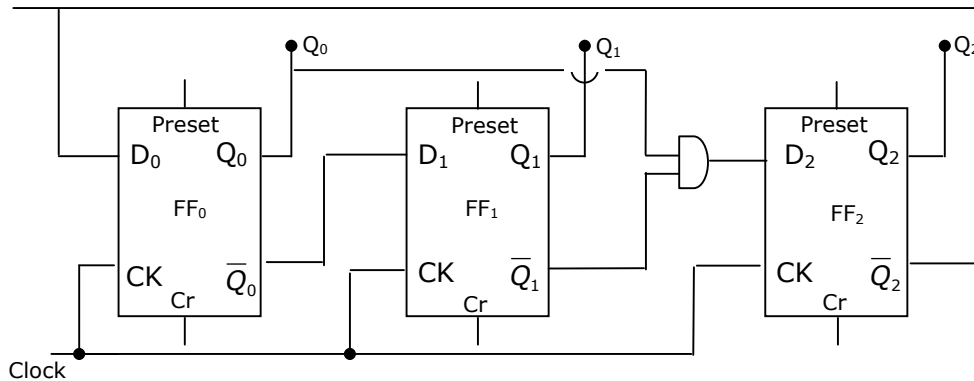 Q₀ Q₁ Q₂
Preset Preset Preset
D₀ Q₀ D₁ Q₁ D₂ Q₂
FF₀ FF₁ FF₂
CK Q̅₀ CK Q̅₁ CK Q̅₂
Cr Cr Cr
Clock